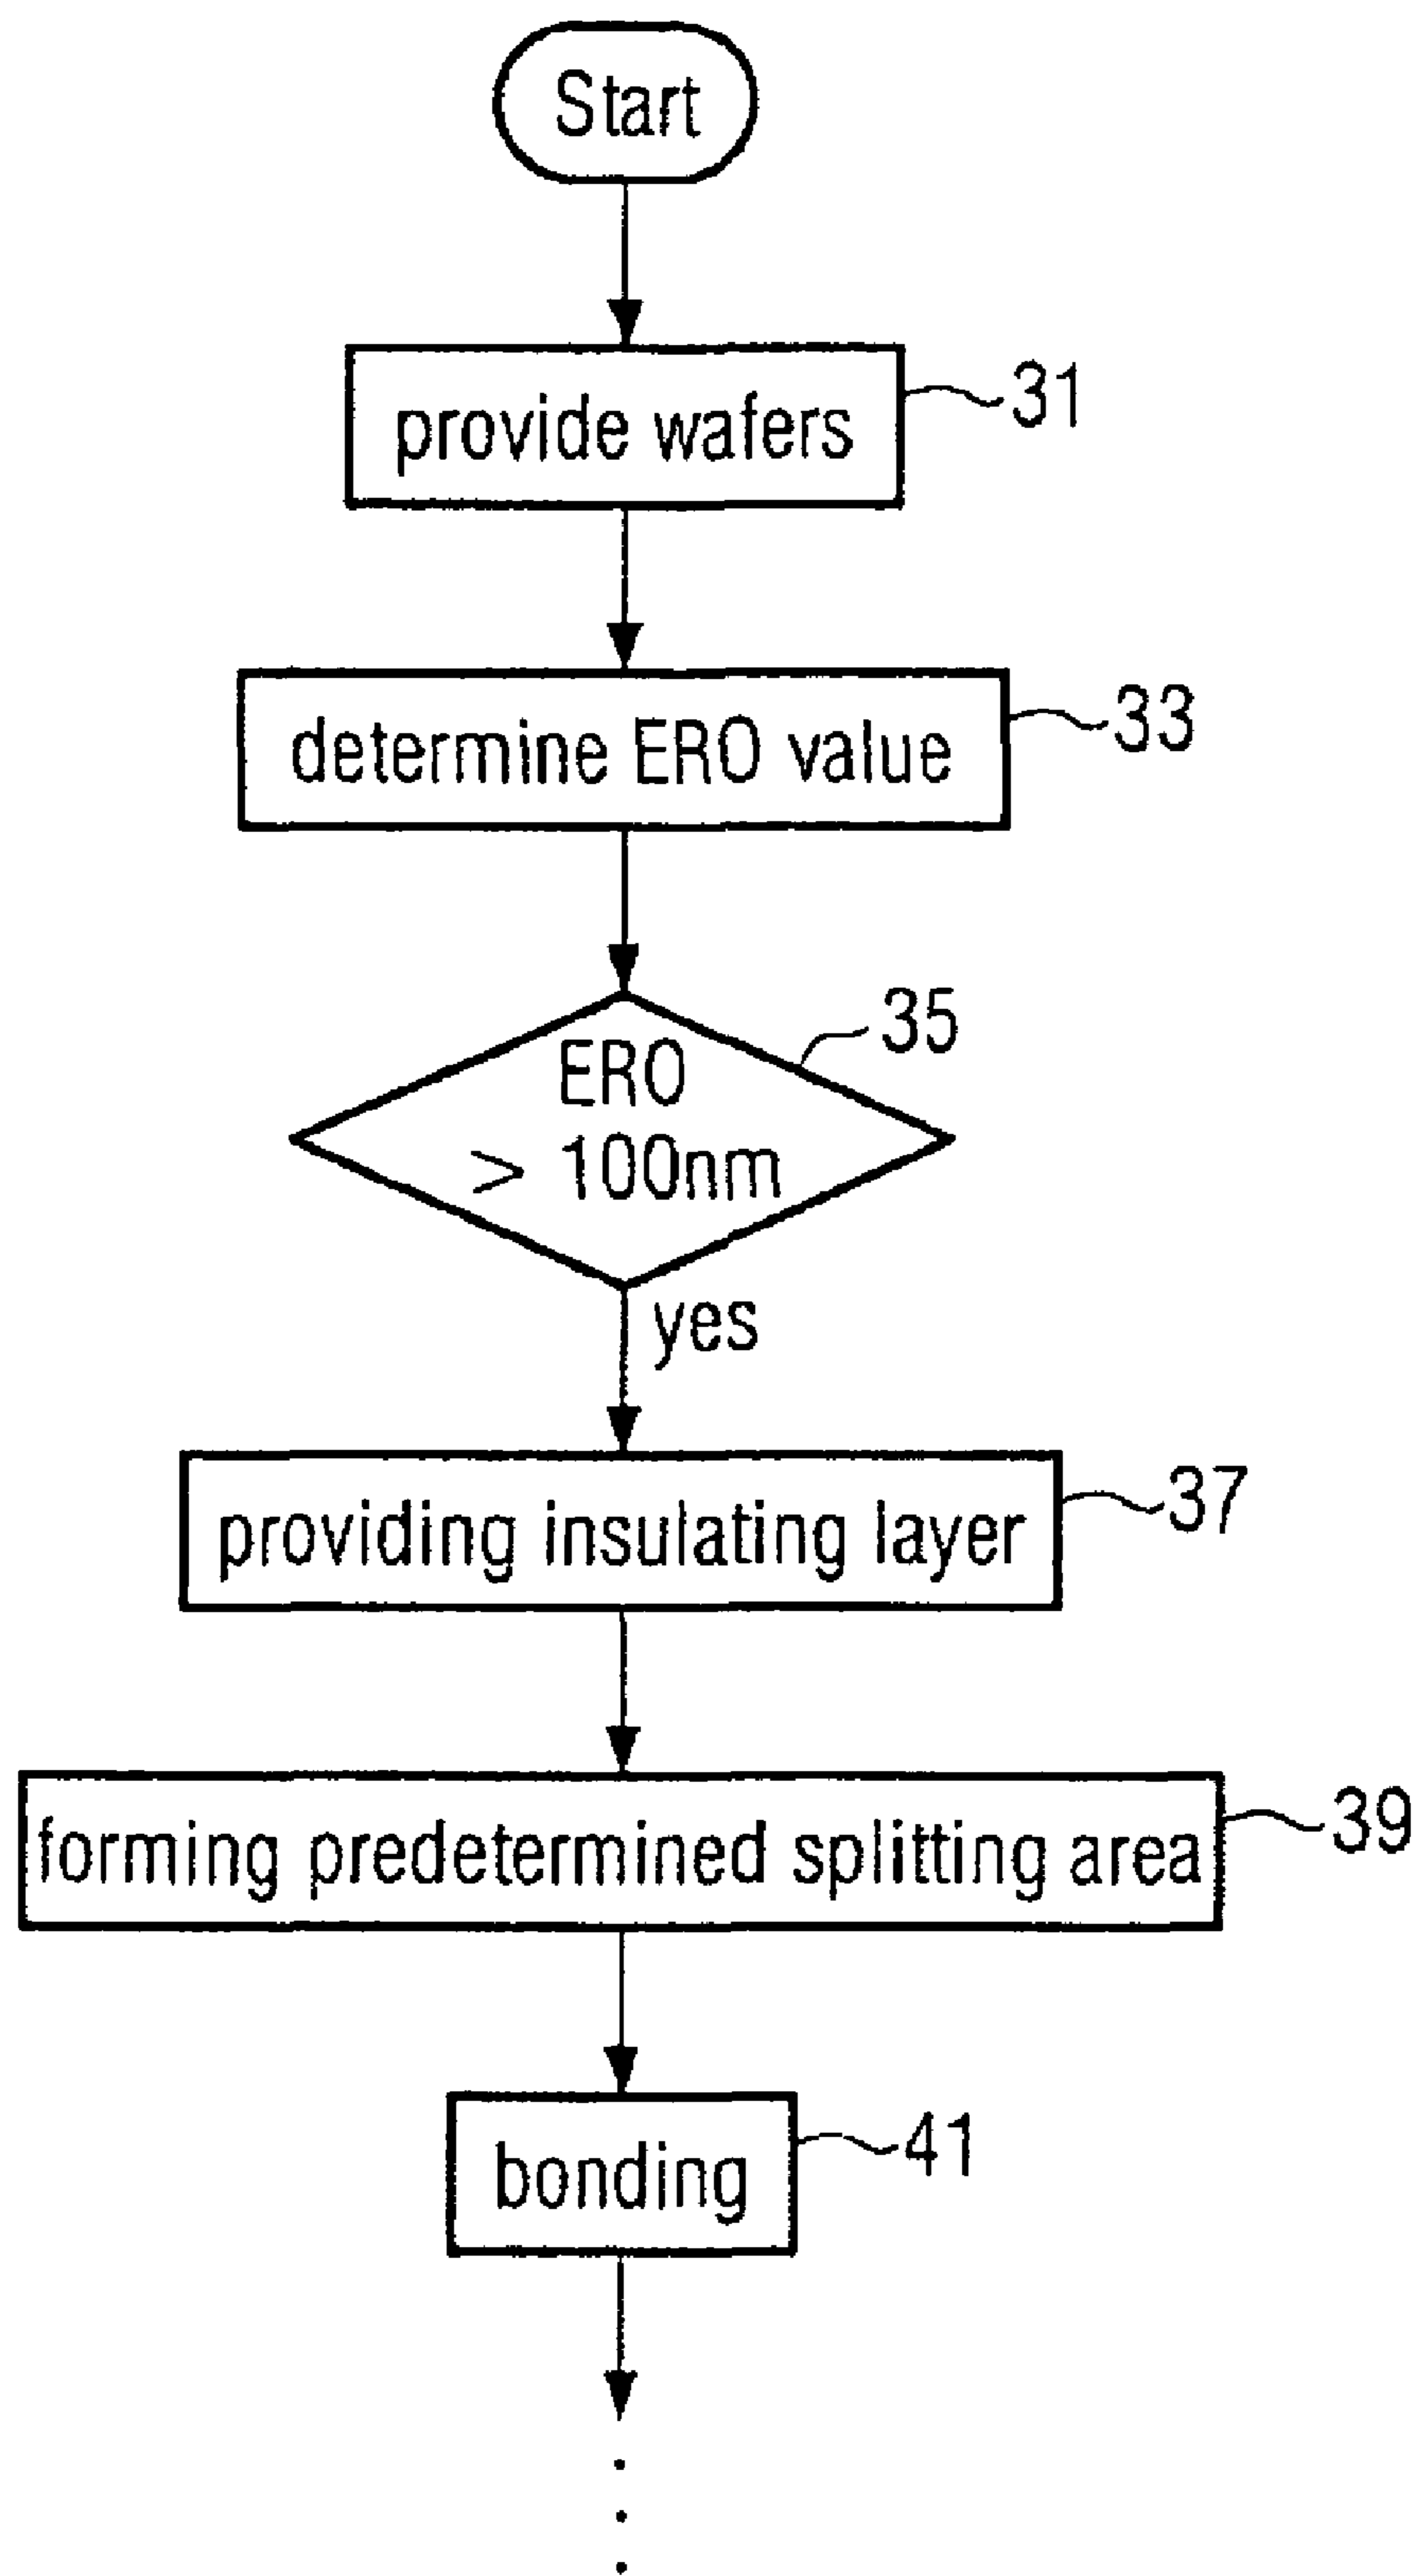 Start
provide wafers
31
determine ERO value
33
35
ERO
> 100nm
yes
providing insulating layer
37
forming predetermined splitting area
39
bonding
41